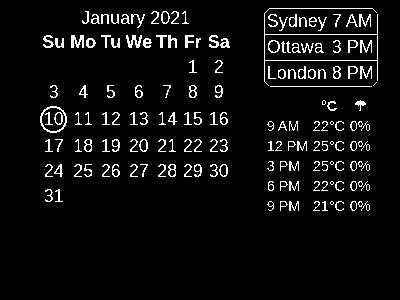 January 2021
Su Mo Tu We Th Fr Sa
1 2
3 4 5 6 7 8 9
10 11 12 13 14 15 16
17 18 19 20 21 22 23
24 25 26 27 28 29 30
31
Sydney 7 AM
Ottawa 3 PM
London 8 PM
°C ☂
9 AM 22°C 0%
12 PM 25°C 0%
3 PM 25°C 0%
6 PM 22°C 0%
9 PM 21°C 0%